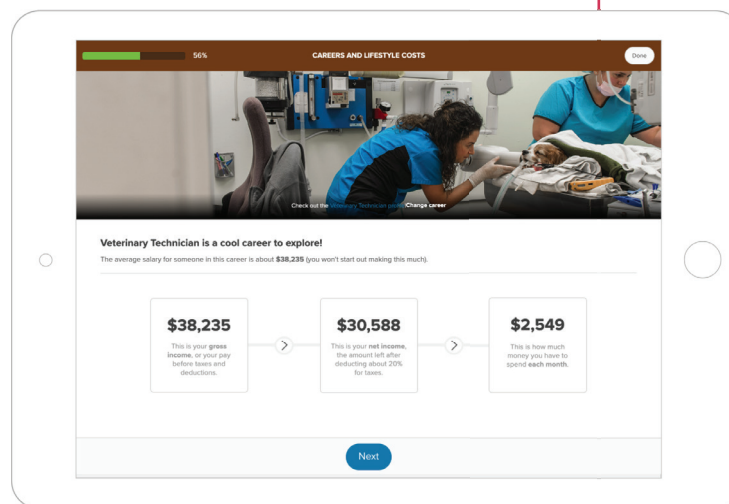 56%
CAREERS AND LIFESTYLE COSTS
Done
Check out the Veterinary Technician profile Change career
Veterinary Technician is a cool career to explore!
The average salary for someone in this career is about $38,235 (you won't start out making this much).
$38,235
This is your gross
income, or your pay
before taxes and
deductions.
$30,588
This is your net income,
the amount left after
deducting about 20%
for taxes.
$2,549
This is how much
money you have to
spend each month.
Next